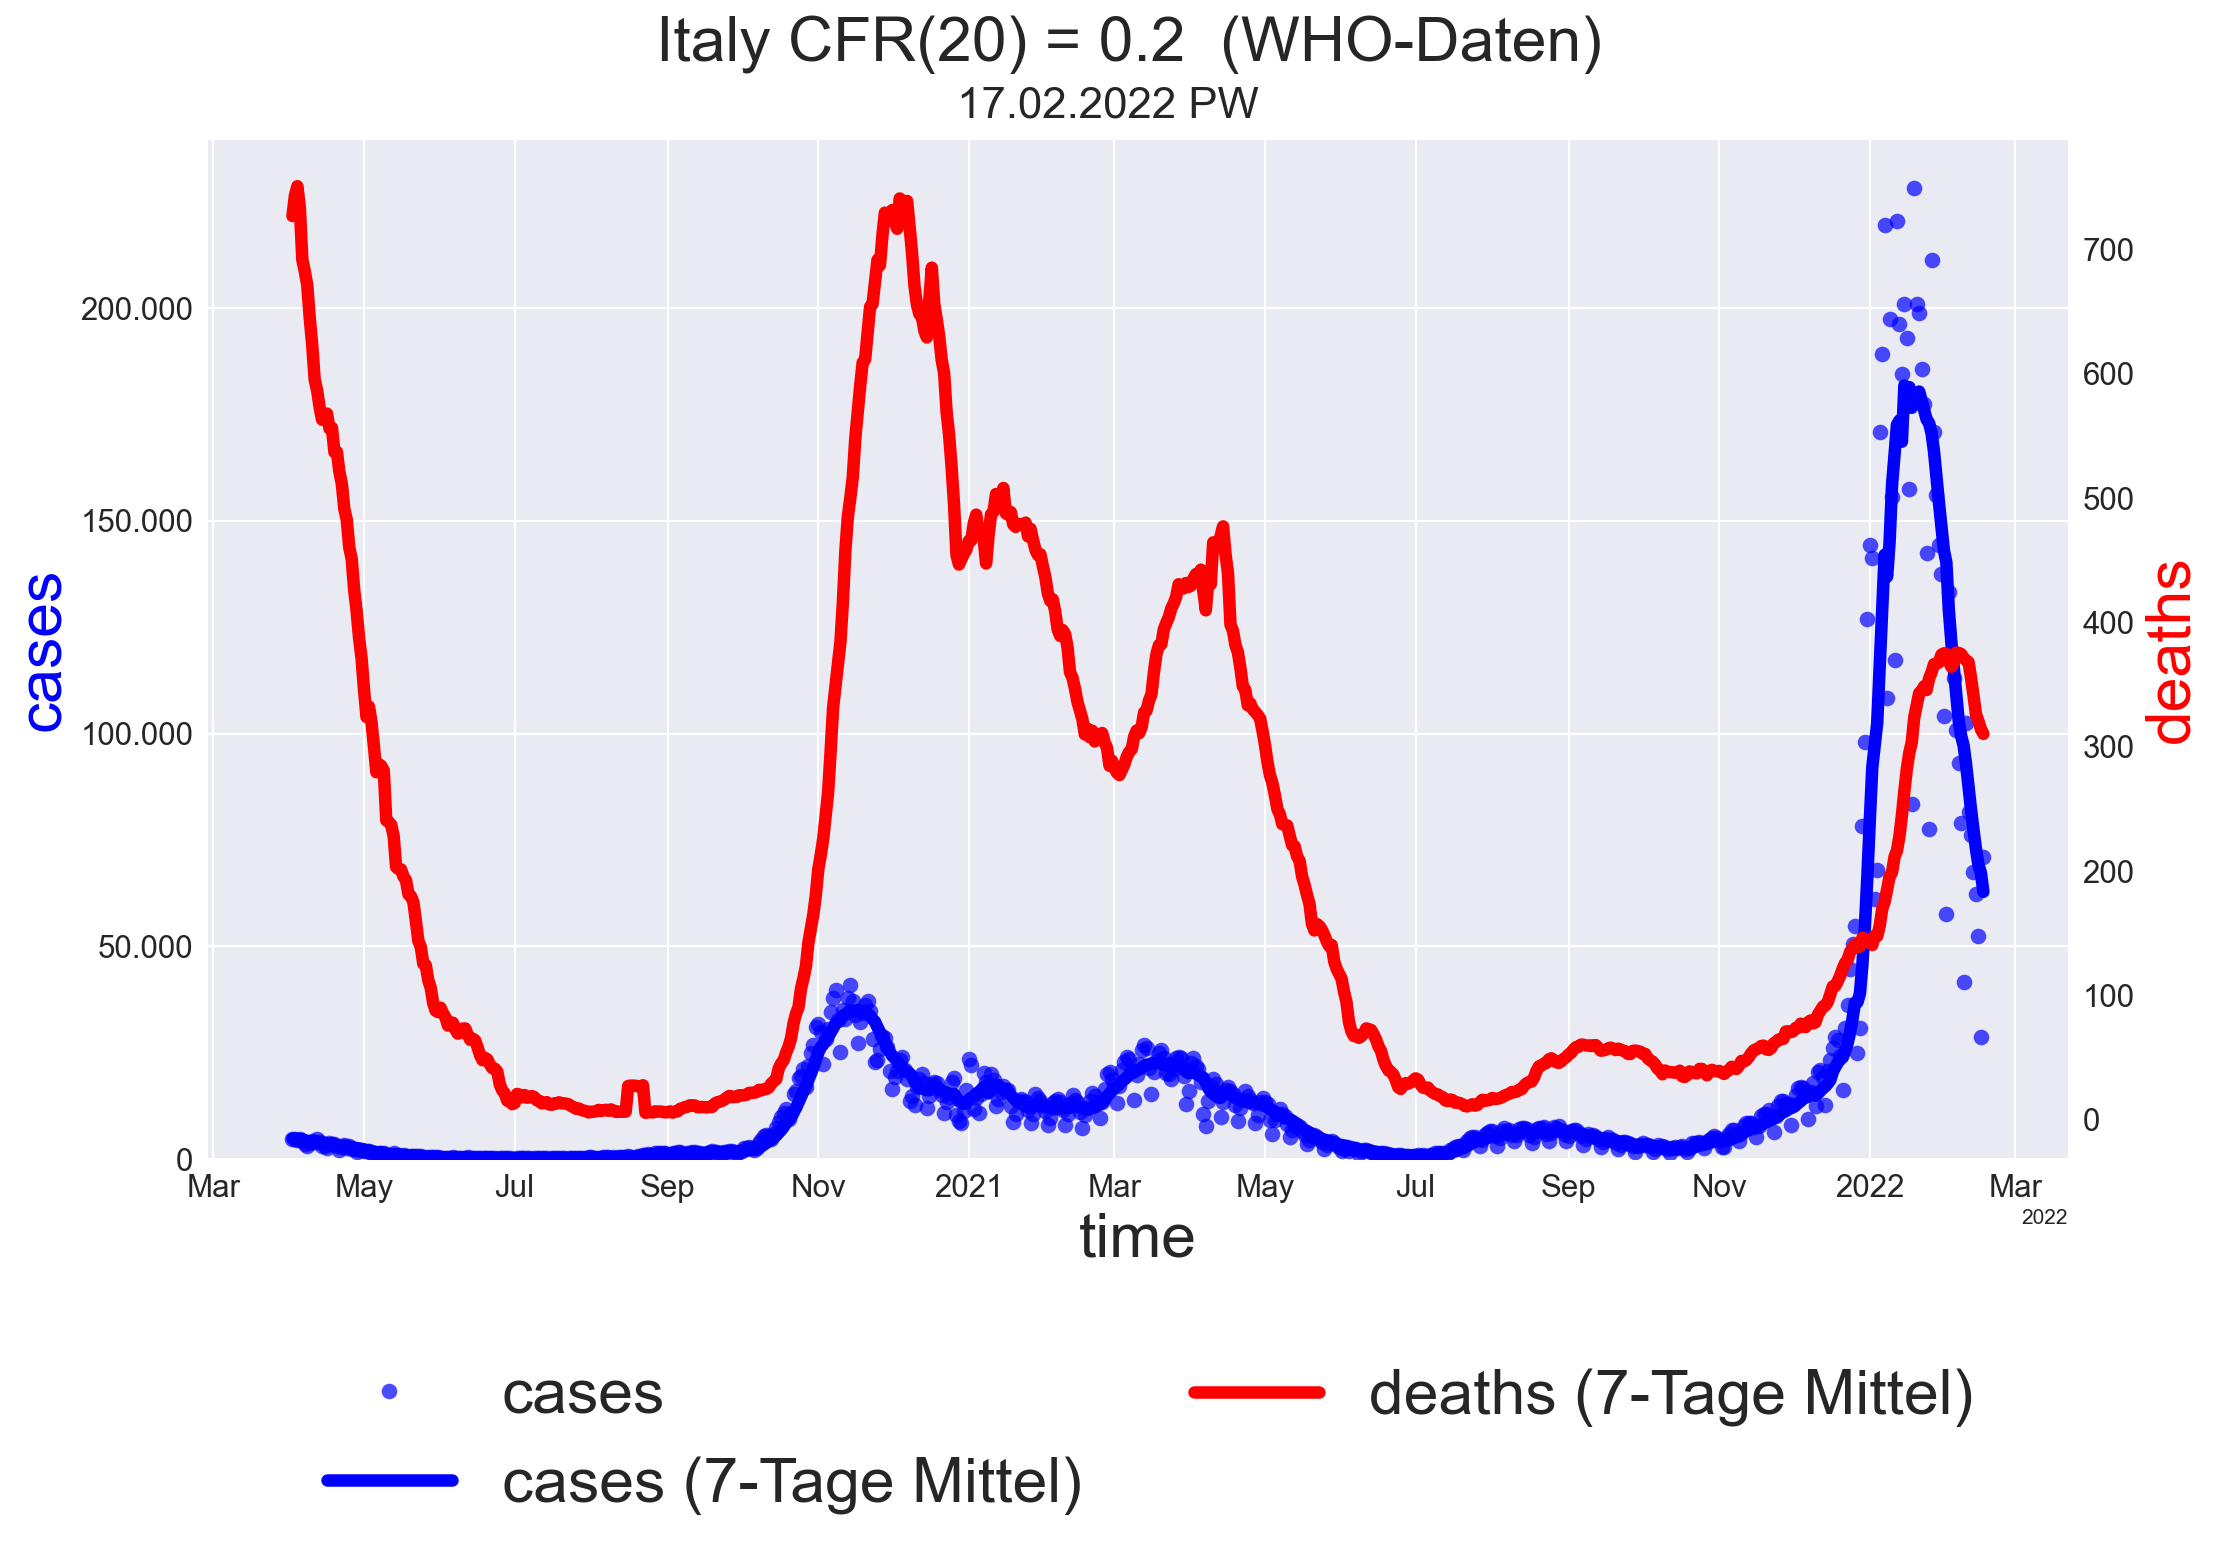 Italy CFR(20) = 0.2  (WHO-Daten)
17.02.2022 PW
cases
200.000
150.000
100.000
50.000
0
700
600
500
400
300
200
100
0
deaths
Mar May Jul Sep Nov 2021 Mar May Jul Sep Nov 2022 Mar
2022
time
cases
cases (7-Tage Mittel)
deaths (7-Tage Mittel)